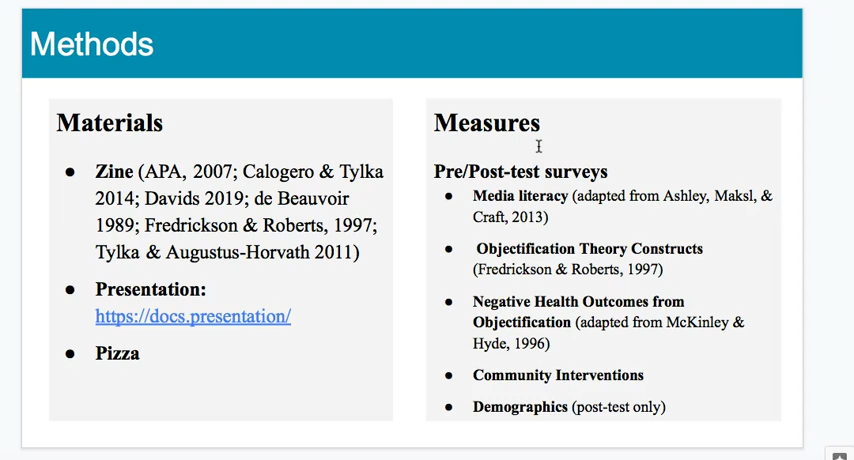 Methods
Materials
● Zine (APA, 2007; Calogero & Tylka
2014; Davids 2019; de Beauvoir
1989; Fredrickson & Roberts, 1997;
Tylka & Augustus-Horvath 2011)
● Presentation:
https://docs.presentation/
● Pizza
Measures
Pre/Post-test surveys
● Media literacy (adapted from Ashley, Maksl, &
Craft, 2013)
● Objectification Theory Constructs
(Fredrickson & Roberts, 1997)
● Negative Health Outcomes from
Objectification (adapted from McKinley &
Hyde, 1996)
● Community Interventions
● Demographics (post-test only)